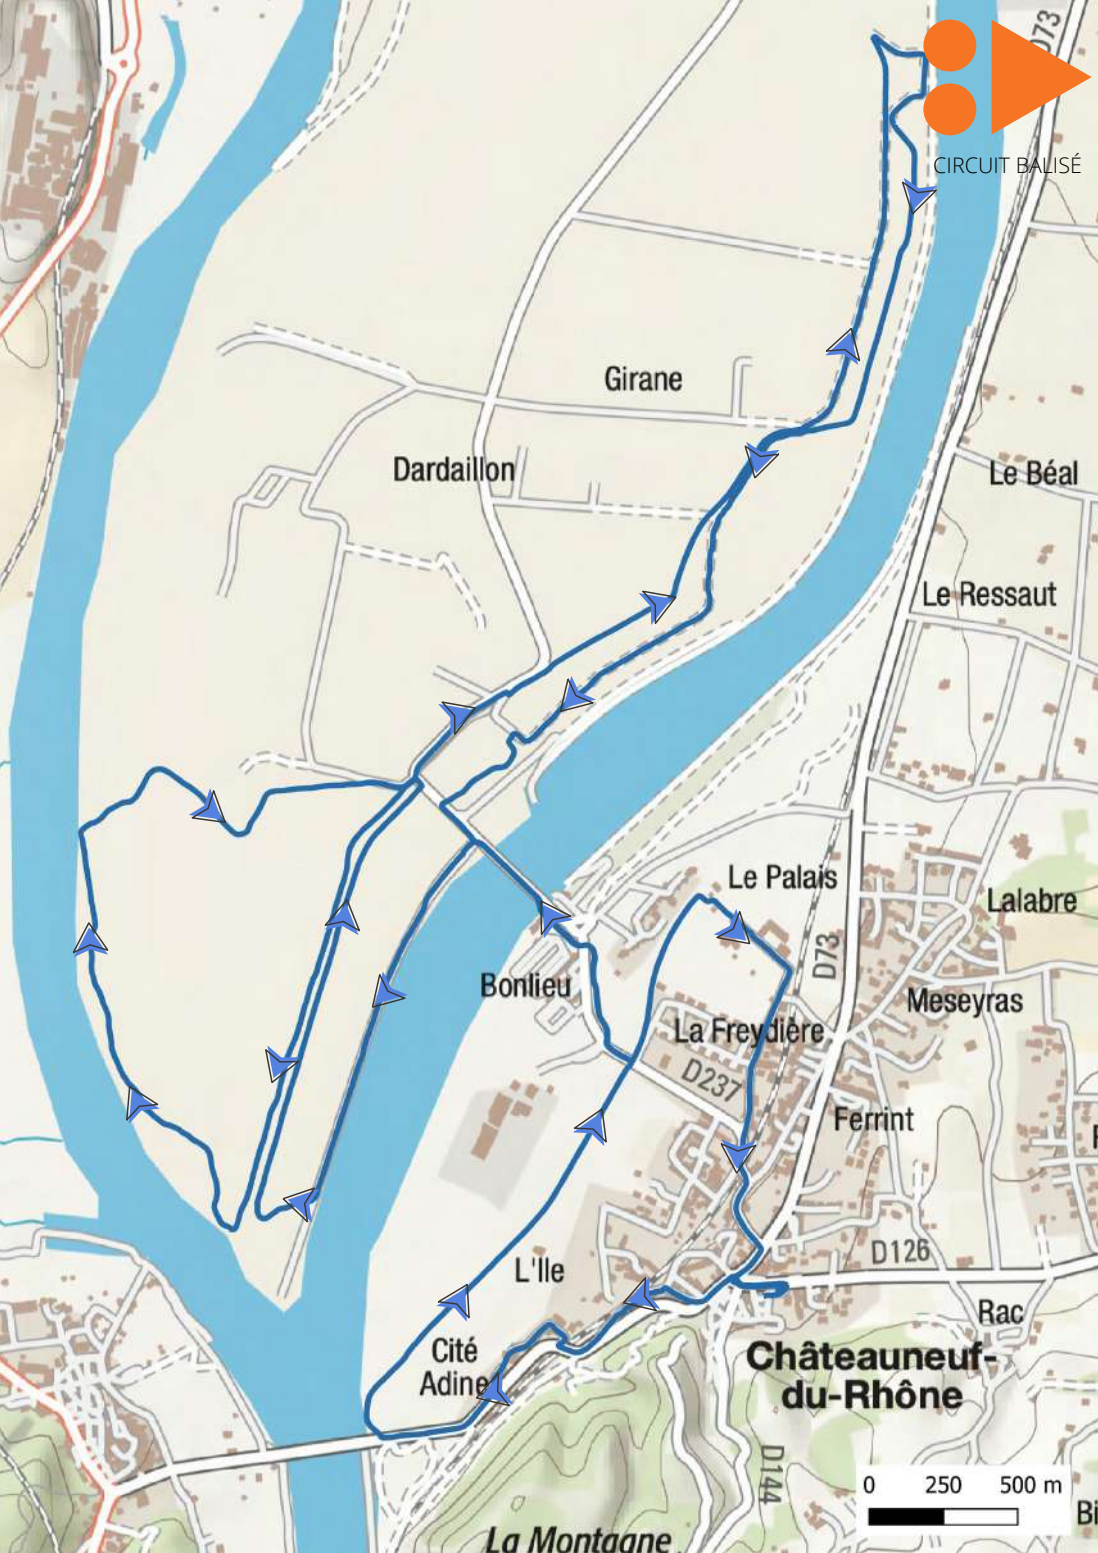 D73
CIRCUIT BALISÉ
Girane
Dardaillon
Le Béal
Le Ressaut
Le Palais
Lalabre
D73
Bonlieu
Meseyras
La Freydière
D237
Ferrint
L'Ile
D126
Rac
Cité
Adine
Châteauneuf-
du-Rhône
D144
0 250 500 m
La Montagne